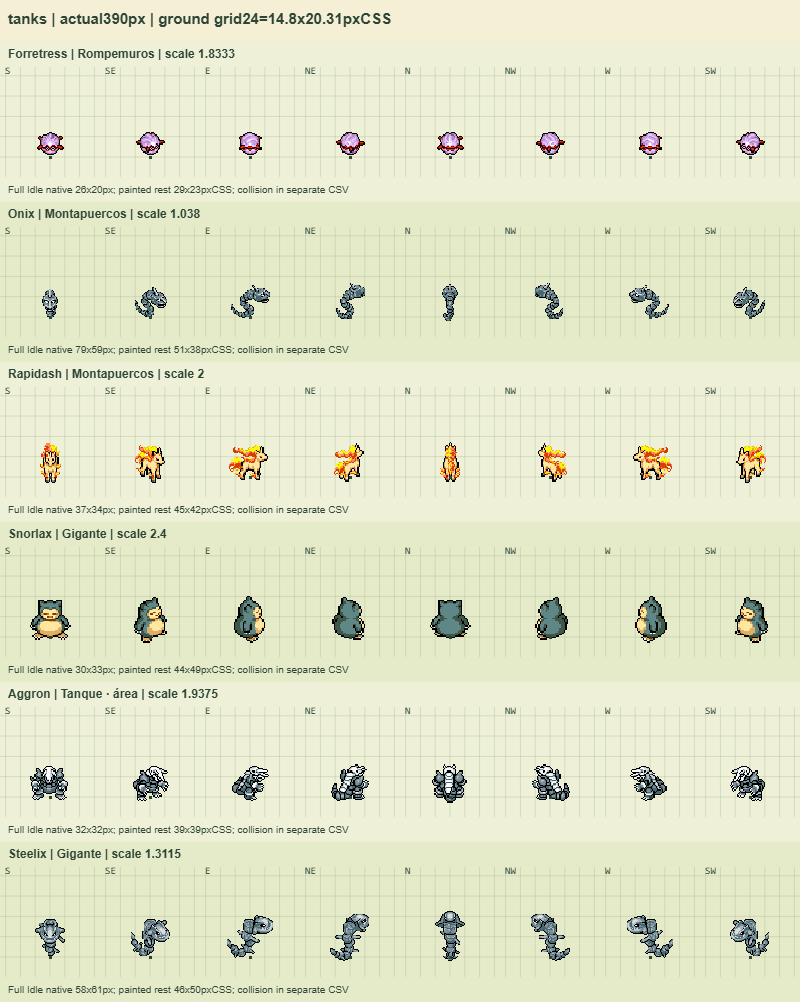 tanks | actual390px | ground grid24=14.8x20.31pxCSS
Forretress | Rompemuros | scale 1.8333
S SE E NE N NW W SW
Full Idle native 26x20px; painted rest 29x23pxCSS; collision in separate CSV
Onix | Montapuercos | scale 1.038
S SE E NE N NW W SW
Full Idle native 79x59px; painted rest 51x38pxCSS; collision in separate CSV
Rapidash | Montapuercos | scale 2
S SE E NE N NW W SW
Full Idle native 37x34px; painted rest 45x42pxCSS; collision in separate CSV
Snorlax | Gigante | scale 2.4
S SE E NE N NW W SW
Full Idle native 30x33px; painted rest 44x49pxCSS; collision in separate CSV
Aggron | Tanque · área | scale 1.9375
S SE E NE N NW W SW
Full Idle native 32x32px; painted rest 39x39pxCSS; collision in separate CSV
Steelix | Gigante | scale 1.3115
S SE E NE N NW W SW
Full Idle native 58x61px; painted rest 46x50pxCSS; collision in separate CSV